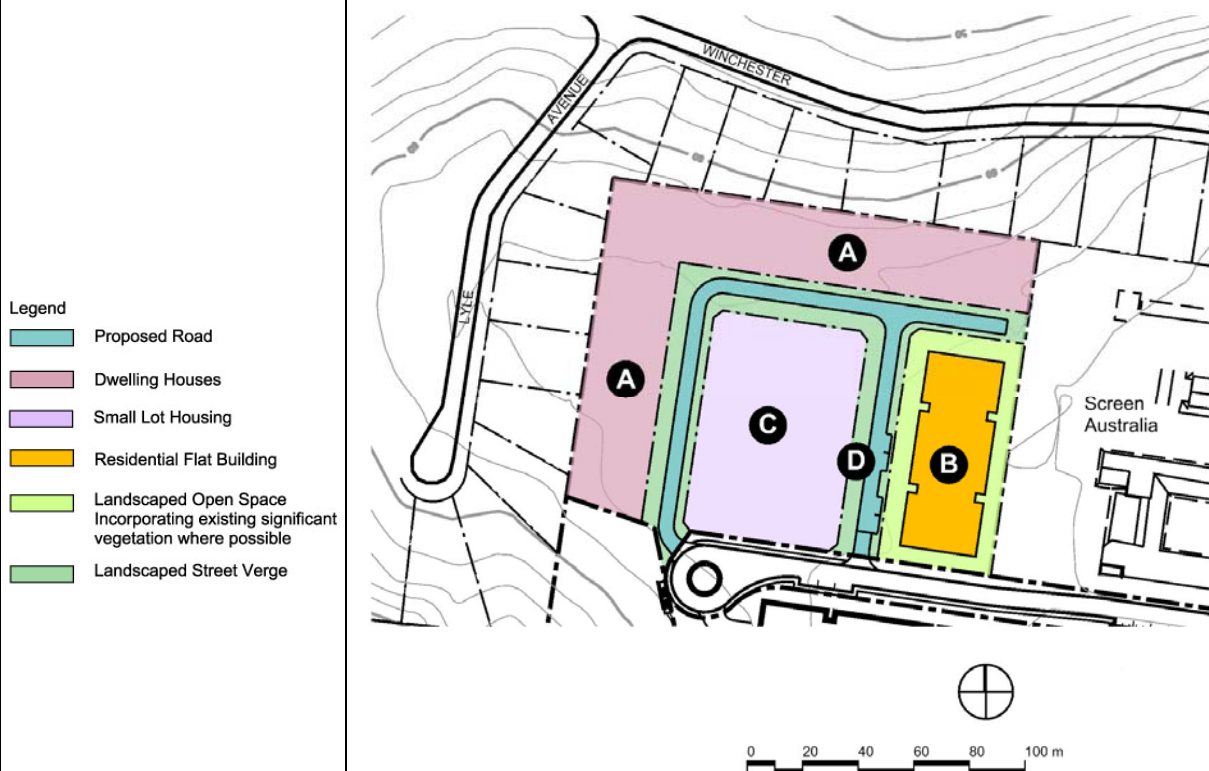 Legend
Proposed Road
Dwelling Houses
Small Lot Housing
Residential Flat Building
Landscaped Open Space
Incorporating existing significant
vegetation where possible
Landscaped Street Verge
WINCHESTER
AVENUE
LYLE
80
A
A
C
D
B
Screen
Australia
0 20 40 60 80 100 m